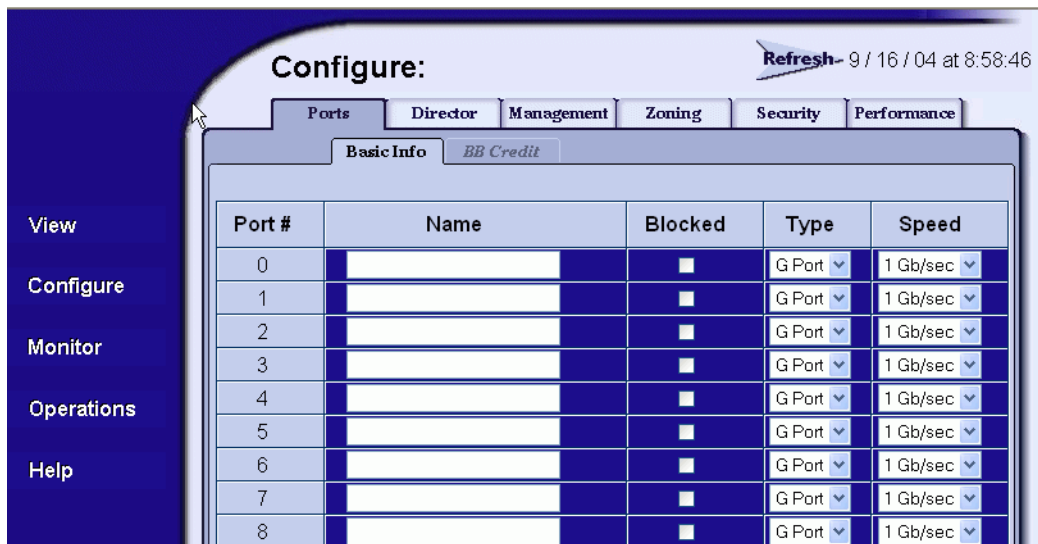 Configure:
Refresh- 9 / 16 / 04 at 8:58:46
Ports Director Management Zoning Security Performance
Basic Info BB Credit
View
Configure
Monitor
Operations
Help
Port # Name Blocked Type Speed
0 G Port 1 Gb/sec
1 G Port 1 Gb/sec
2 G Port 1 Gb/sec
3 G Port 1 Gb/sec
4 G Port 1 Gb/sec
5 G Port 1 Gb/sec
6 G Port 1 Gb/sec
7 G Port 1 Gb/sec
8 G Port 1 Gb/sec